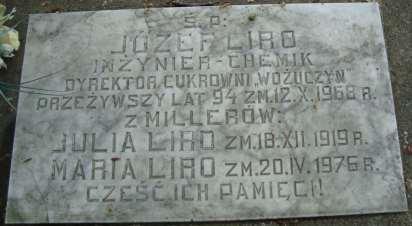 Ś.P:
JÓZEF LIRO
INŻYNIER-CHEMIK
DYREKTOR CUKROWNI WOŻUCZYN
PRZEŻYWSZY LAT 94 ZM.12.X.1968 R.
Z MILLERÓW:
JULIA LIRO ZM.18.XII.1919 R.
MARIA LIRO ZM.20.IV.1976 R.
CZEŚĆ ICH PAMIĘCI!